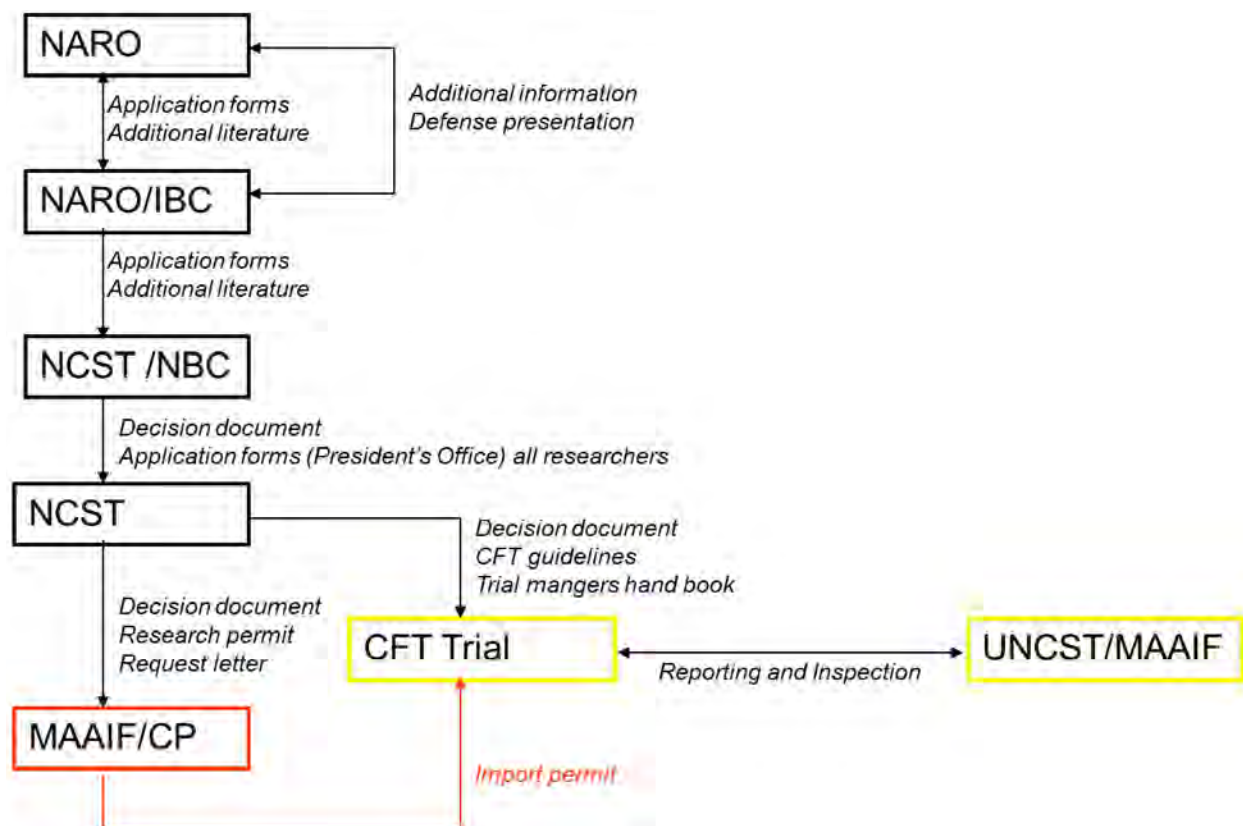 NARO
Application forms
Additional literature
Additional information
Defense presentation
NARO/IBC
Application forms
Additional literature
NCST /NBC
Decision document
Application forms (President's Office) all researchers
NCST
Decision document
CFT guidelines
Trial mangers hand book
Decision document
Research permit
Request letter
CFT Trial
Reporting and Inspection
UNCST/MAAIF
MAAIF/CP
Import permit